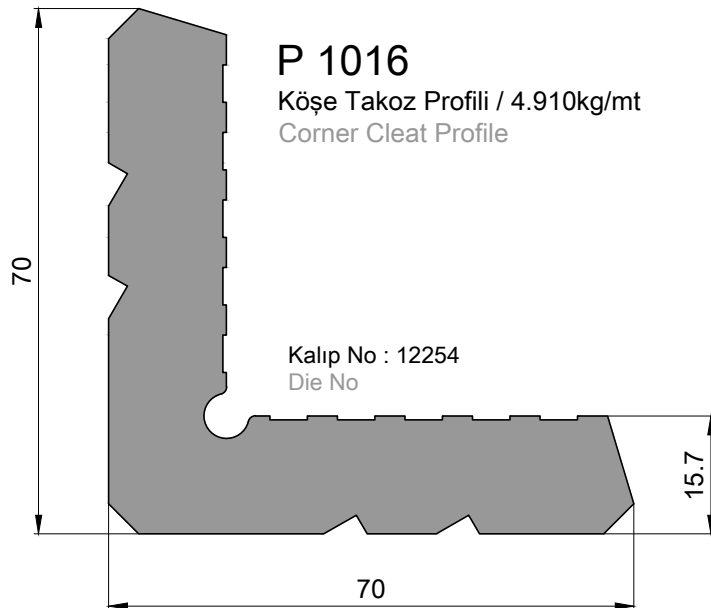 P 1016
Köşe Takoz Profili / 4.910kg/mt
Corner Cleat Profile
70
Kalıp No : 12254
Die No
15.7
70